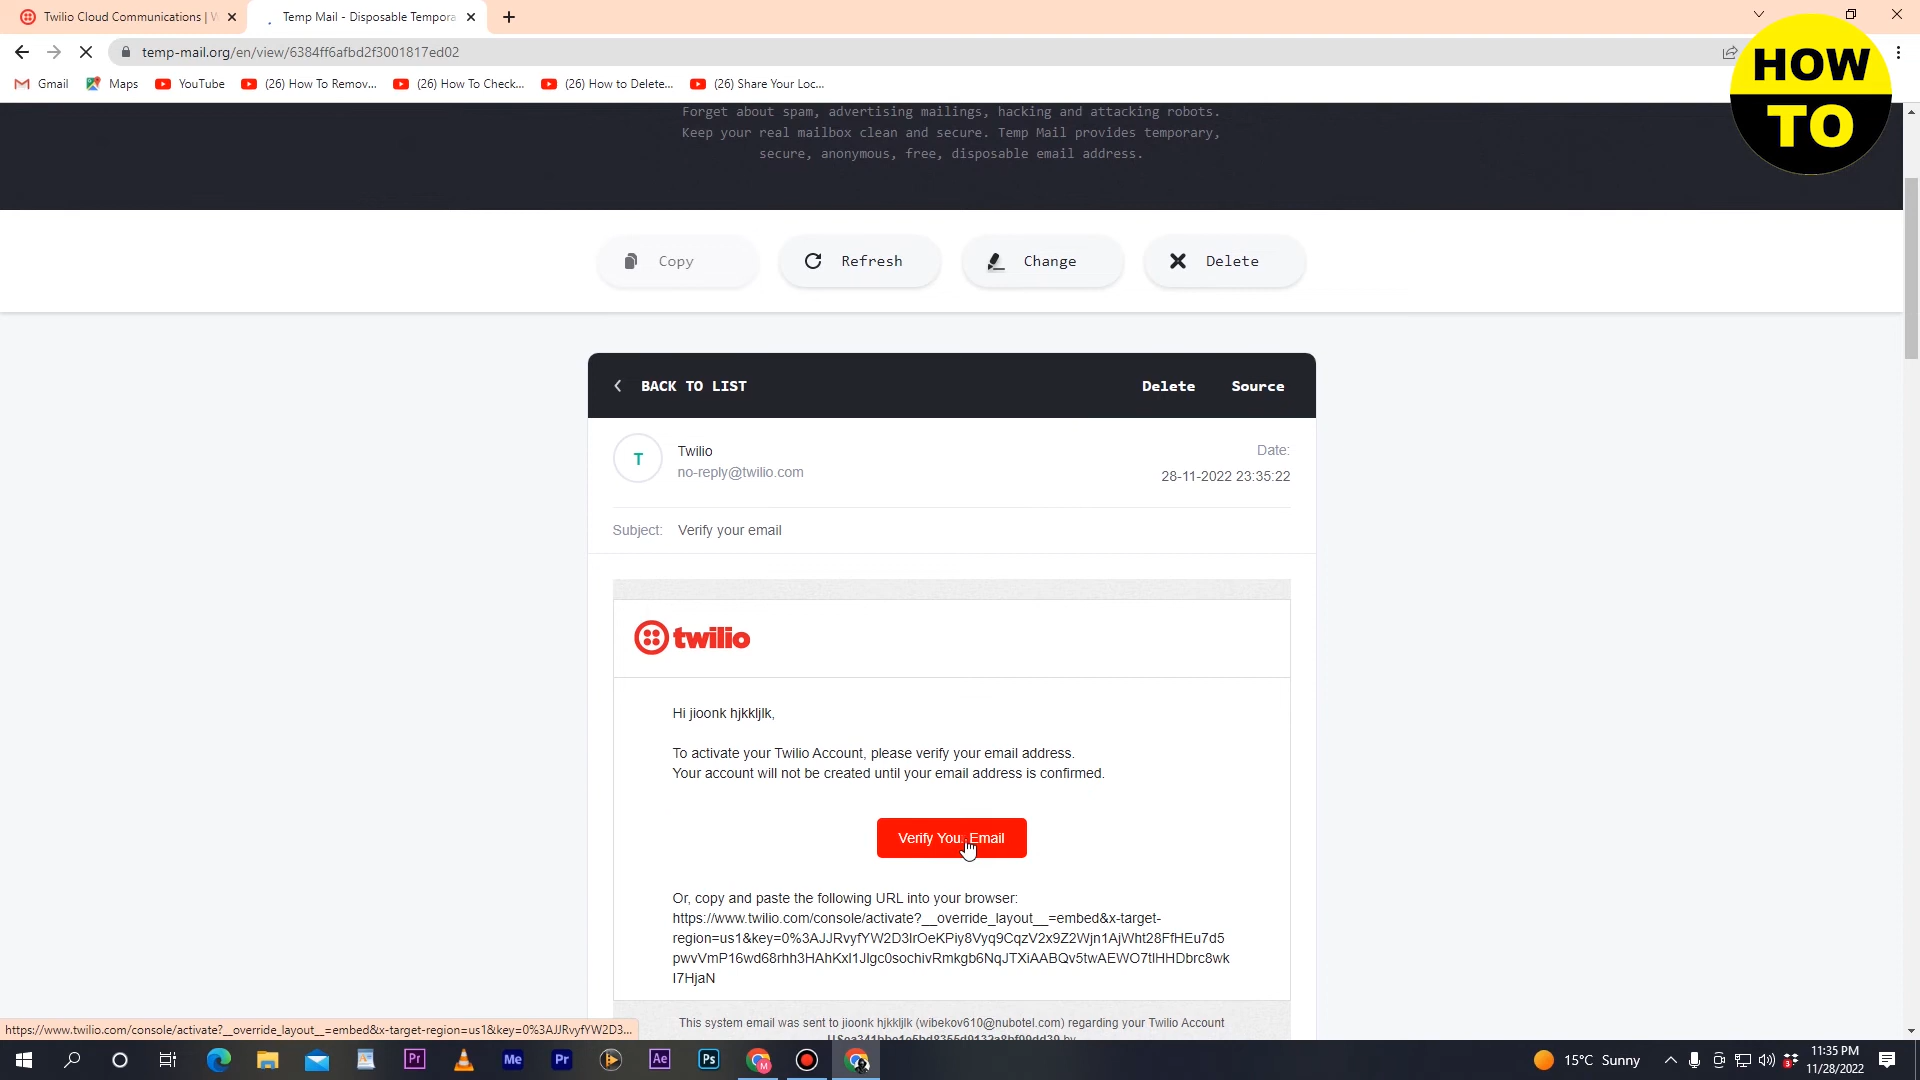 Twilio Cloud Communications | W
Temp Mail - Disposable Tempora
temp-mail.org/en/view/6384ff6afbd2f3001817ed02
Gmail
Maps
YouTube
(26) How To Remov...
(26) How To Check...
(26) How to Delete...
(26) Share Your Loc...
HOW
TO
Forget about spam, advertising mailings, hacking and attacking robots.
Keep your real mailbox clean and secure. Temp Mail provides temporary,
secure, anonymous, free, disposable email address.
Copy
Refresh
Change
Delete
BACK TO LIST
Delete
Source
T
Twilio
no-reply@twilio.com
Date:
28-11-2022 23:35:22
Subject: Verify your email
twilio
Hi jioonk hjkkljlk,
To activate your Twilio Account, please verify your email address.
Your account will not be created until your email address is confirmed.
Verify You Email
Or, copy and paste the following URL into your browser:
https://www.twilio.com/console/activate?__override_layout__=embed&x-target-
region=us1&key=0%3AJJRvyfYW2D3IrOeKPiy8Vyq9CqzV2x9Z2Wjn1AjWht28FfHEu7d5
pwvVmP16wd68rhh3HAhKxI1JIgc0sochivRmkgb6NqJTXiAABQv5twAEWO7tlHHDbrc8wk
I7HjaN
This system email was sent to jioonk hjkkljlk (wibekov610@nubotel.com) regarding your Twilio Account
https://www.twilio.com/console/activate?__override_layout__=embed&x-target-region=us1&key=0%3AJJRvyfYW2D3...
Pr
Me
Pr
Ae
Ps
M
15°C Sunny
3
11:35 PM
11/28/2022